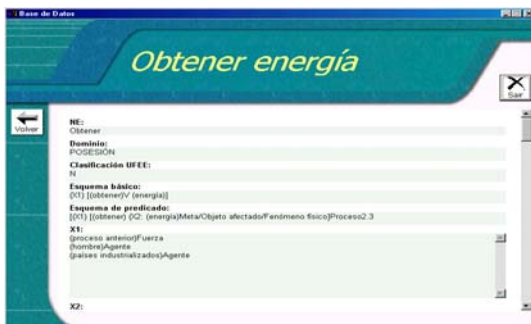 Base de Datos
Obtener energía
Salir
Volver
NE:
Obtener
Dominio:
POSESIÓN
Clasificación UFEE:
N
Esquema básico:
(X1) [(obtener)V (energía)]
Esquema de predicado:
[(X1) [(obtener) (X2: (energía)Meta/Objeto afectado/Fenómeno físico]Proceso2.3
X1:
(proceso anterior)Fuerza
(hombre)Agente
(países industrializados)Agente
X2: